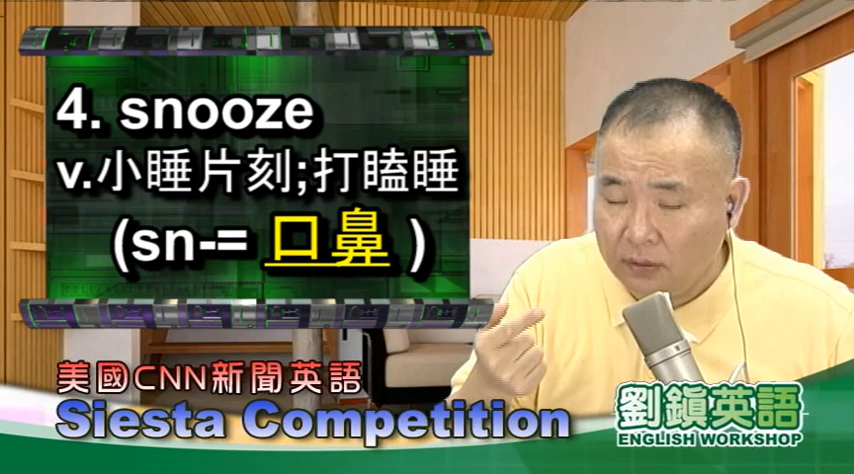 4. snooze
v.小睡片刻;打瞌睡
(sn-= 口鼻 )
美國CNN新聞英語
Siesta Competition
劉鎮英語
ENGLISH WORKSHOP